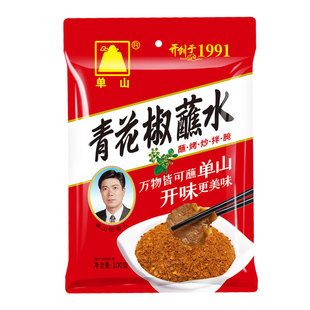 单山
R
开创于1991
青花椒蘸水
蘸·烤·炒·拌·腌
万物皆可蘸单山
开味更美味
净含量:100克